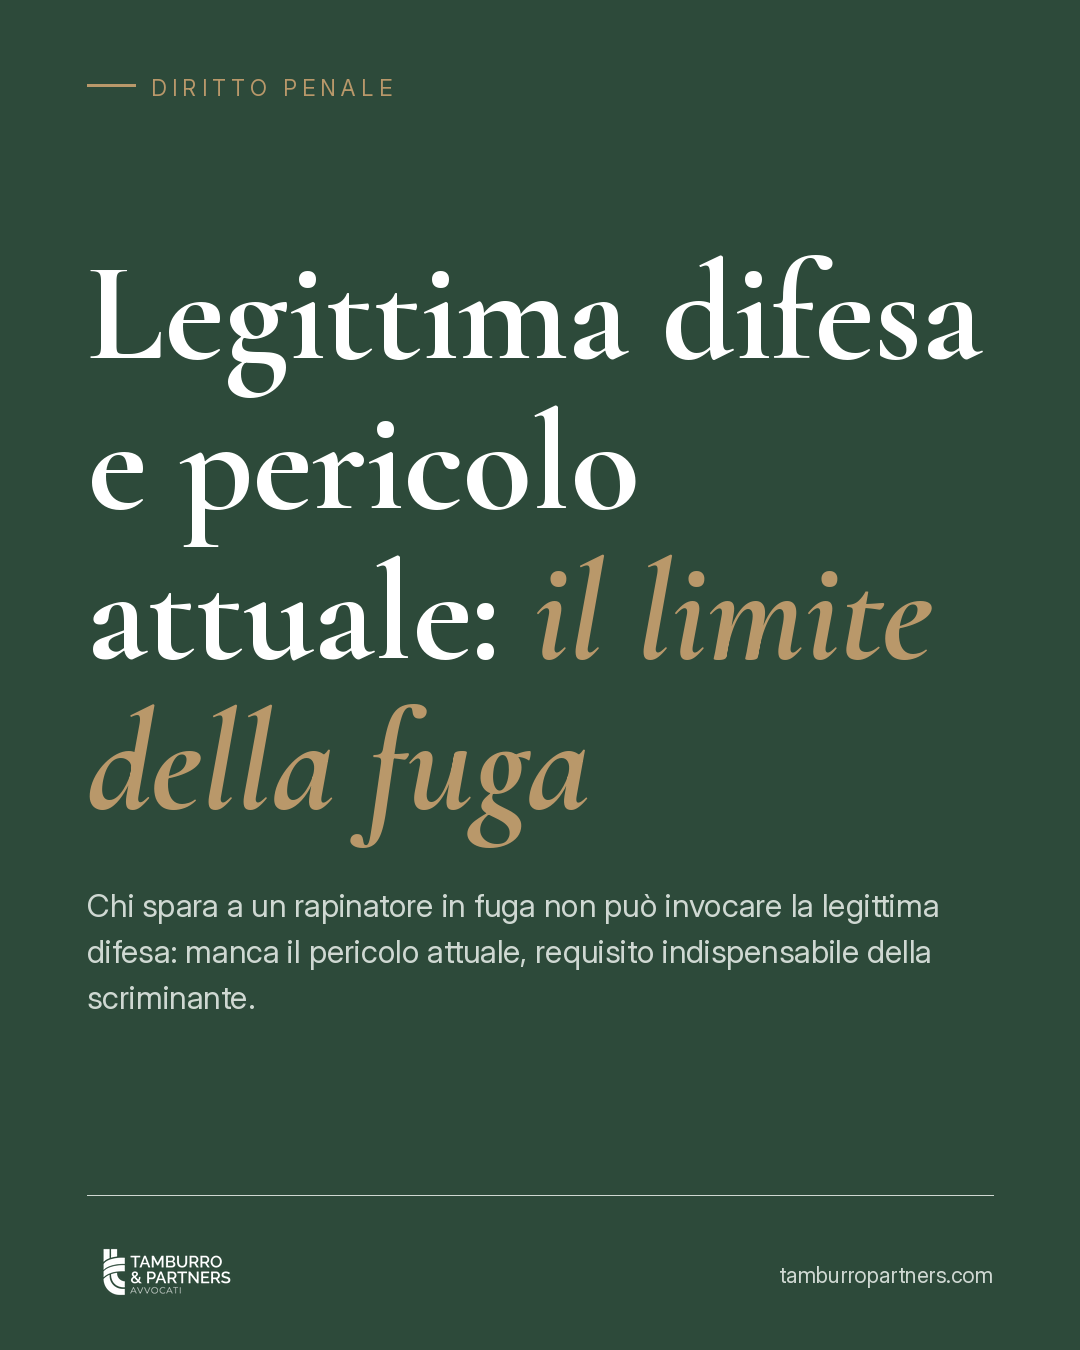 DIRITTO PENALE
Legittima difesa
e pericolo
attuale: il limite
della fuga
Chi spara a un rapinatore in fuga non può invocare la legittima
difesa: manca il pericolo attuale, requisito indispensabile della
scriminante.
TAMBURRO
& PARTNERS
AVVOCATI
tamburropartners.com